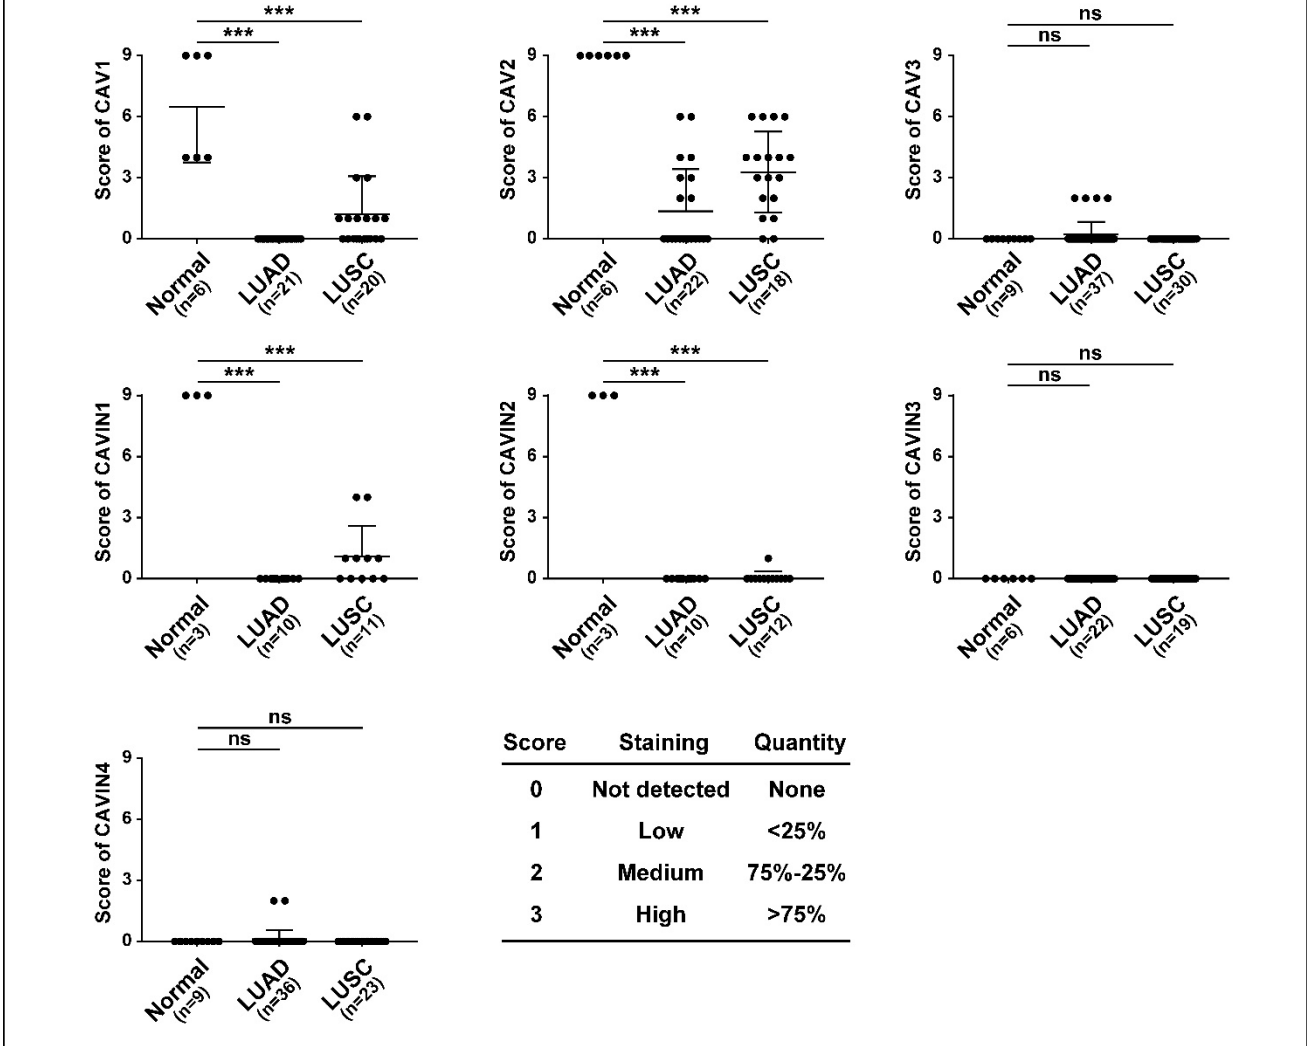 ***
***
Score of CAV1
9
6
3
0
Normal
(n=6)
LUAD
(n=21)
LUSC
(n=20)
***
***
Score of CAV2
9
6
3
0
Normal
(n=6)
LUAD
(n=22)
LUSC
(n=18)
ns
ns
Score of CAV3
9
6
3
0
Normal
(n=9)
LUAD
(n=37)
LUSC
(n=30)
***
***
Score of CAVIN1
9
6
3
0
Normal
(n=3)
LUAD
(n=10)
LUSC
(n=11)
***
***
Score of CAVIN2
9
6
3
0
Normal
(n=3)
LUAD
(n=10)
LUSC
(n=12)
ns
ns
Score of CAVIN3
9
6
3
0
Normal
(n=6)
LUAD
(n=22)
LUSC
(n=19)
ns
ns
Score of CAVIN4
9
6
3
0
Normal
(n=9)
LUAD
(n=36)
LUSC
(n=23)
Score Staining Quantity
0 Not detected None
1 Low <25%
2 Medium 75%-25%
3 High >75%